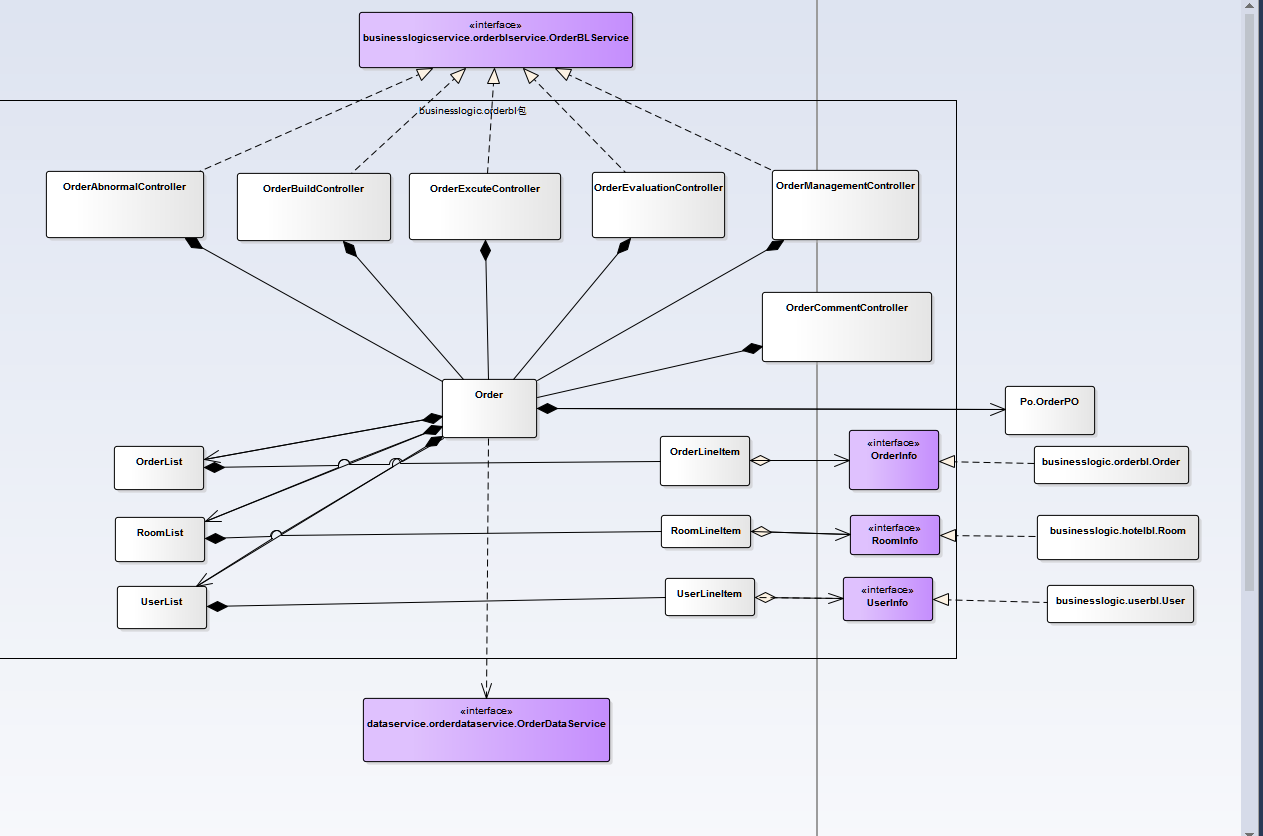 «interface»
businesslogicservice.orderblservice.OrderBLService
businesslogic.orderbl包
OrderAbnormalController
OrderBuildController
OrderExcuteController
OrderEvaluationController
OrderManagementController
OrderCommentController
Order
Po.OrderPO
OrderList
OrderLineItem
«interface»
OrderInfo
businesslogic.orderbl.Order
RoomList
RoomLineItem
«interface»
RoomInfo
businesslogic.hotelbl.Room
UserList
UserLineItem
«interface»
UserInfo
businesslogic.userbl.User
«interface»
dataservice.orderdataservice.OrderDataService